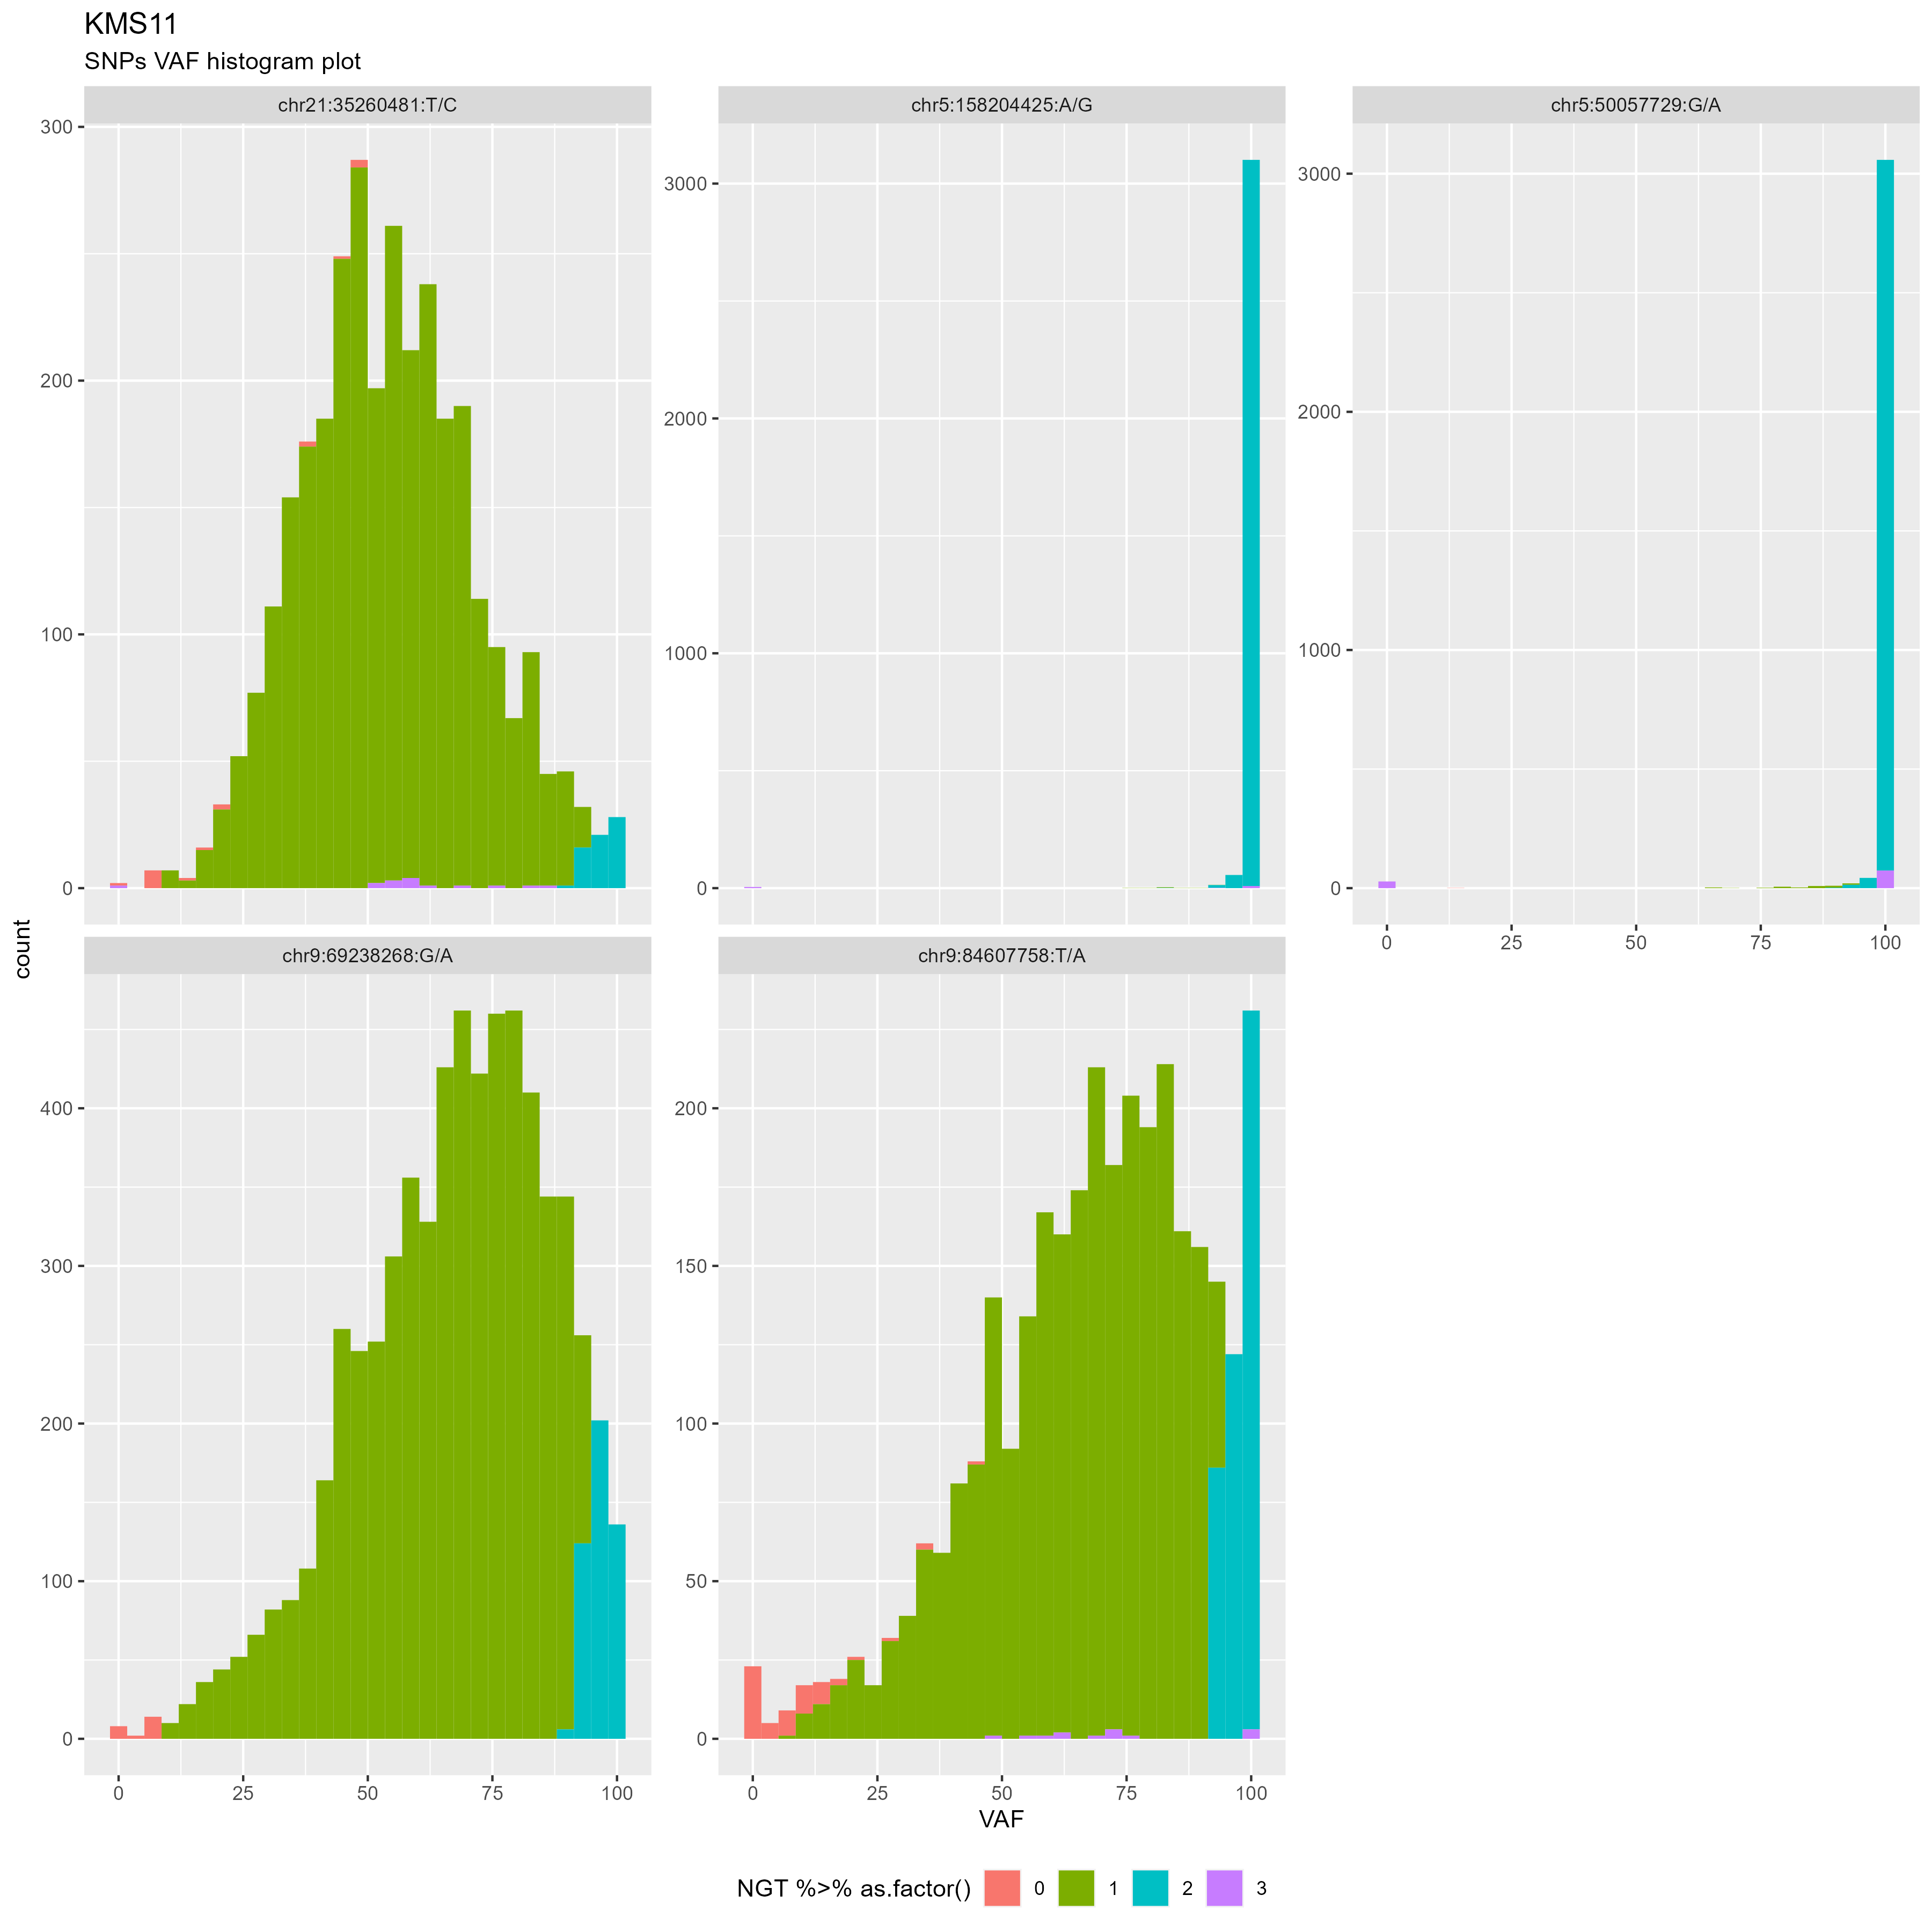 KMS11
SNPs VAF histogram plot
chr21:35260481:T/C
chr5:158204425:A/G
chr5:50057729:G/A
300
200
100
0
3000
2000
1000
0
3000
2000
1000
0
0 25 50 75 100
count
chr9:69238268:G/A
chr9:84607758:T/A
400
300
200
100
0
200
150
100
50
0
0 25 50 75 100
0 25 50 75 100
VAF
NGT %>% as.factor() 0 1 2 3